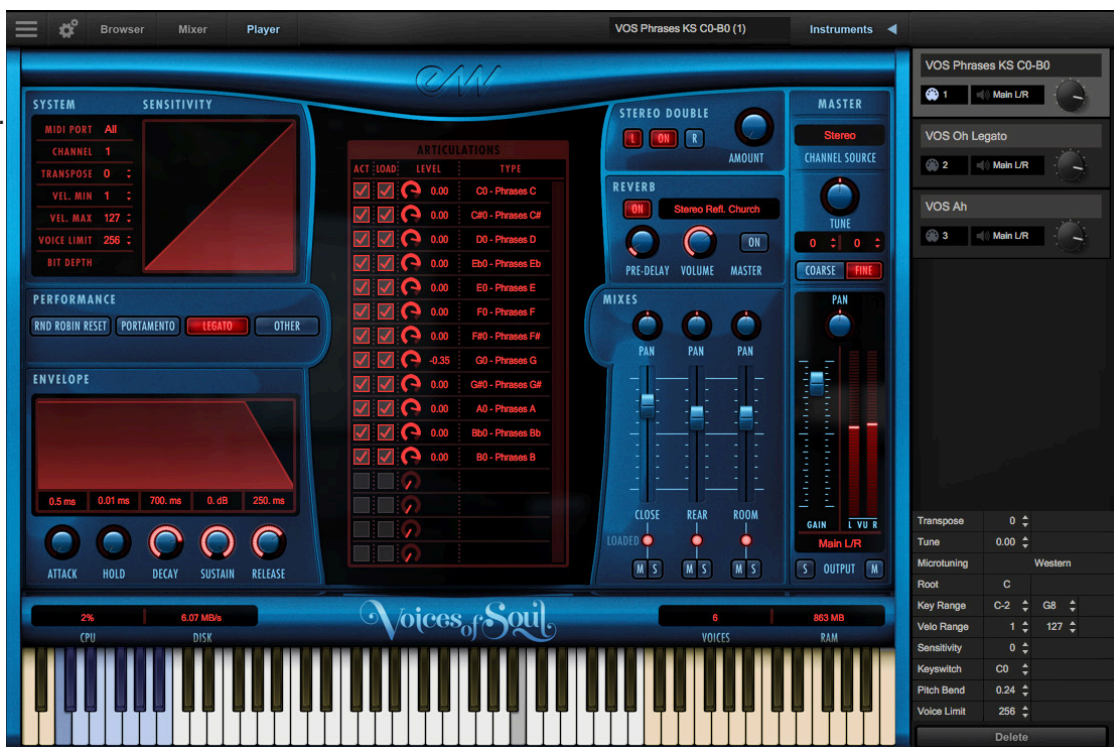 Browser Mixer Player VOS Phrases KS C0-B0 (1) Instruments
EW
SYSTEM SENSITIVITY
MIDI PORT All
CHANNEL 1
TRANSPOSE 0
VEL. MIN 1
VEL. MAX 127
VOICE LIMIT 256
BIT DEPTH
PERFORMANCE
RND ROBIN RESET PORTAMENTO LEGATO OTHER
ENVELOPE
0.5 ms 0.01 ms 700. ms 0. dB 250. ms
ATTACK HOLD DECAY SUSTAIN RELEASE
ARTICULATIONS
ACT LOAD LEVEL TYPE
0.00 C0 - Phrases C
0.00 C#0 - Phrases C#
0.00 D0 - Phrases D
0.00 Eb0 - Phrases Eb
0.00 E0 - Phrases E
0.00 F0 - Phrases F
0.00 F#0 - Phrases F#
-0.35 G0 - Phrases G
0.00 G#0 - Phrases G#
0.00 A0 - Phrases A
0.00 Bb0 - Phrases Bb
0.00 B0 - Phrases B
STEREO DOUBLE
L ON R
AMOUNT
REVERB
ON Stereo Refl. Church
ON
PRE-DELAY VOLUME MASTER
MIXES
PAN PAN PAN
CLOSE REAR ROOM
LOADED
M S M S M S
MASTER
Stereo
CHANNEL SOURCE
TUNE
0 0
COARSE FINE
PAN
GAIN L VU R
Main L/R
S OUTPUT M
2% 6.07 MB/s
CPU DISK
Voices of Soul
6 863 MB
VOICES RAM
VOS Phrases KS C0-B0
1 Main L/R
VOS Oh Legato
2 Main L/R
VOS Ah
3 Main L/R
Transpose 0
Tune 0.00
Microtuning Western
Root C
Key Range C-2 G8
Velo Range 1 127
Sensitivity 0
Keyswitch C0
Pitch Bend 0.24
Voice Limit 256
Delete